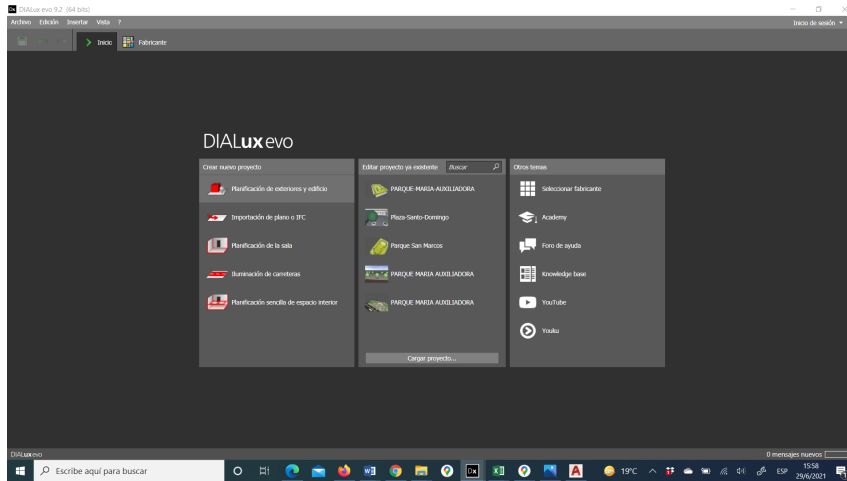 DIALux evo 9.2 (64 bits)
Archivo Edición Insertar Vista ?
Inicio de sesión
Inicio
Fabricante
DIALux evo
Crear nuevo proyecto
Planificación de exteriores y edificio
Importación de plano o IFC
Planificación de la sala
Iluminación de carreteras
Planificación sencilla de espacio interior
Editar proyecto ya existente
Buscar
PARQUE-MARIA-AUXILIADORA
Plaza-Santo-Domingo
Parque San Marcos
PARQUE MARIA AUXILIADORA
PARQUE MARIA AUXILIADORA
Cargar proyecto...
Otros temas
Seleccionar fabricante
Academy
Foro de ayuda
Knowledge base
YouTube
Youku
DIALux evo
0 mensajes nuevos
Escribe aquí para buscar
19°C
ESP
15:58
29/6/2021